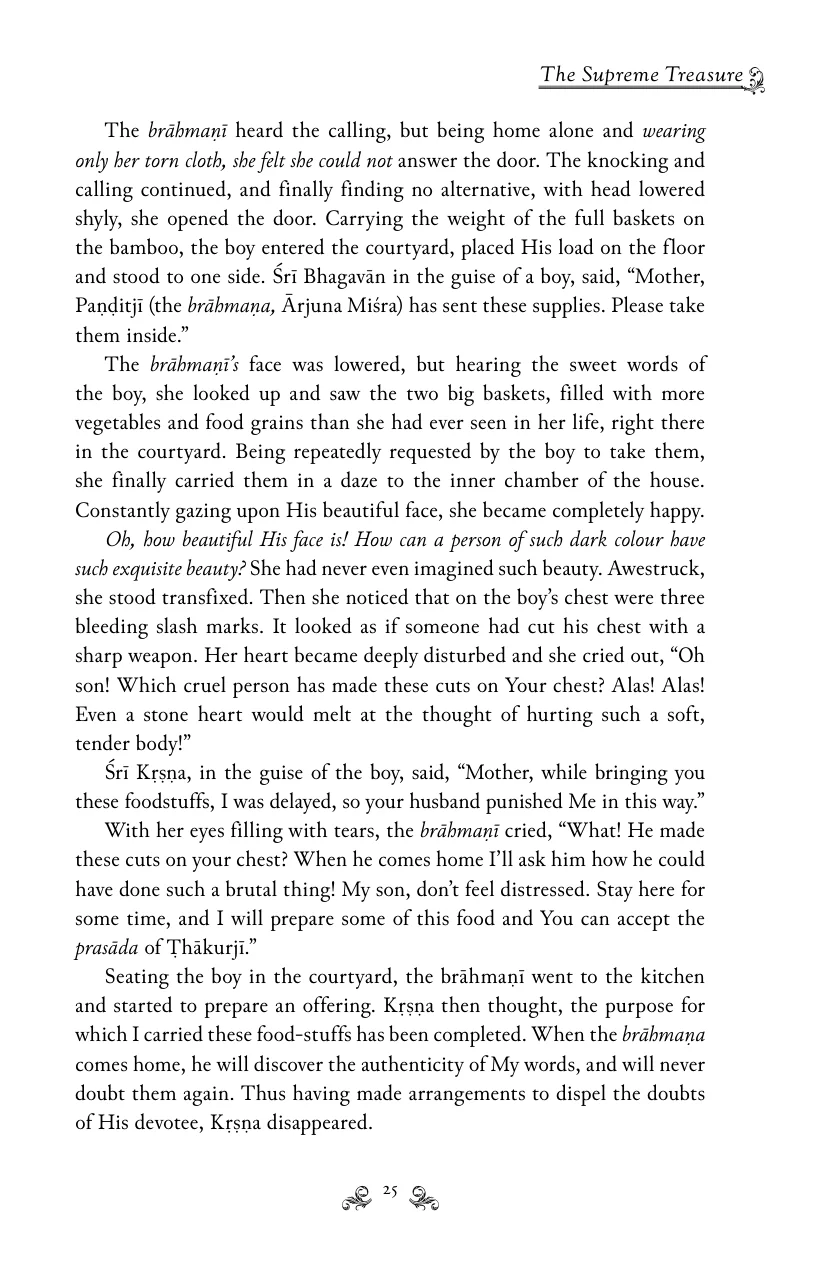 The Supreme Treasure
The brāhmaṇī heard the calling, but being home alone and wearing
only her torn cloth, she felt she could not answer the door. The knocking and
calling continued, and finally finding no alternative, with head lowered
shyly, she opened the door. Carrying the weight of the full baskets on
the bamboo, the boy entered the courtyard, placed His load on the floor
and stood to one side. Śrī Bhagavān in the guise of a boy, said, “Mother,
Paṇḍitjī (the brāhmaṇa, Ārjuna Miśra) has sent these supplies. Please take
them inside.”
The brāhmaṇī’s face was lowered, but hearing the sweet words of
the boy, she looked up and saw the two big baskets, filled with more
vegetables and food grains than she had ever seen in her life, right there
in the courtyard. Being repeatedly requested by the boy to take them,
she finally carried them in a daze to the inner chamber of the house.
Constantly gazing upon His beautiful face, she became completely happy.
Oh, how beautiful His face is! How can a person of such dark colour have
such exquisite beauty? She had never even imagined such beauty. Awestruck,
she stood transfixed. Then she noticed that on the boy’s chest were three
bleeding slash marks. It looked as if someone had cut his chest with a
sharp weapon. Her heart became deeply disturbed and she cried out, “Oh
son! Which cruel person has made these cuts on Your chest? Alas! Alas!
Even a stone heart would melt at the thought of hurting such a soft,
tender body!”
Śrī Kṛṣṇa, in the guise of the boy, said, “Mother, while bringing you
these foodstuffs, I was delayed, so your husband punished Me in this way.”
With her eyes filling with tears, the brāhmaṇī cried, “What! He made
these cuts on your chest? When he comes home I’ll ask him how he could
have done such a brutal thing! My son, don’t feel distressed. Stay here for
some time, and I will prepare some of this food and You can accept the
prasāda of Ṭhākurjī.”
Seating the boy in the courtyard, the brāhmaṇī went to the kitchen
and started to prepare an offering. Kṛṣṇa then thought, the purpose for
which I carried these food-stuffs has been completed. When the brāhmaṇa
comes home, he will discover the authenticity of My words, and will never
doubt them again. Thus having made arrangements to dispel the doubts
of His devotee, Kṛṣṇa disappeared.
25